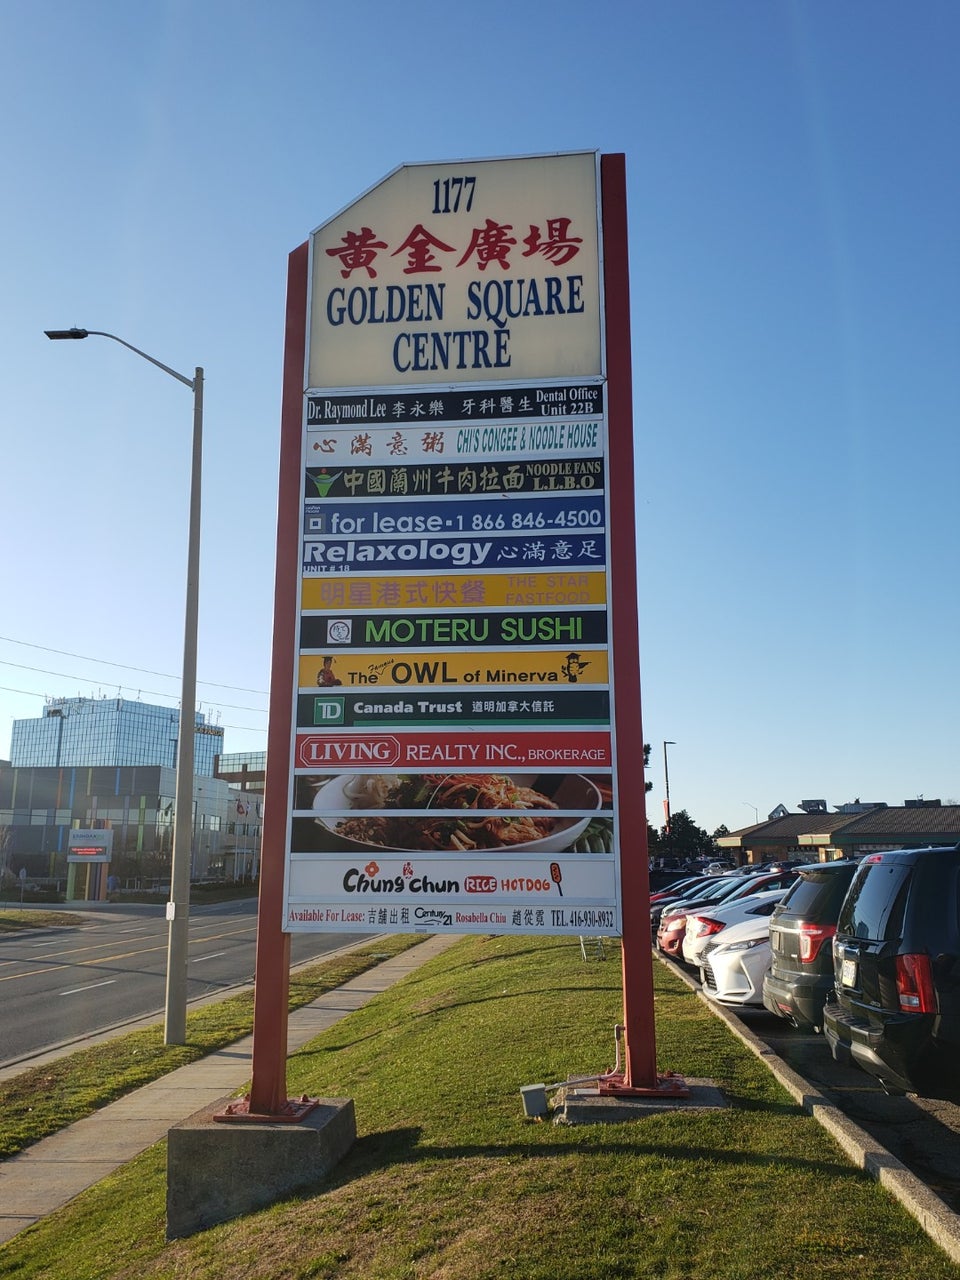 1177
黃金廣場
GOLDEN SQUARE
CENTRE
Dr. Raymond Lee 李永樂 牙科醫生 Dental Office Unit 22B
心滿意粥 CHI'S CONGEE & NOODLE HOUSE
中國蘭州牛肉拉面 NOODLE FANS L.L.B.O
for lease 1 866 846-4500
Relaxology 心滿意足
UNIT # 18
明星港式快餐 THE STAR FASTFOOD
MOTERU SUSHI
The Famous OWL of Minerva
TD Canada Trust 道明加拿大信託
LIVING REALTY INC., BROKERAGE
Chung Chun RICE HOTDOG
Available For Lease: 吉舖出租 Century 21 Rosabella Chiu 趙從霓 TEL. 416-930-8932